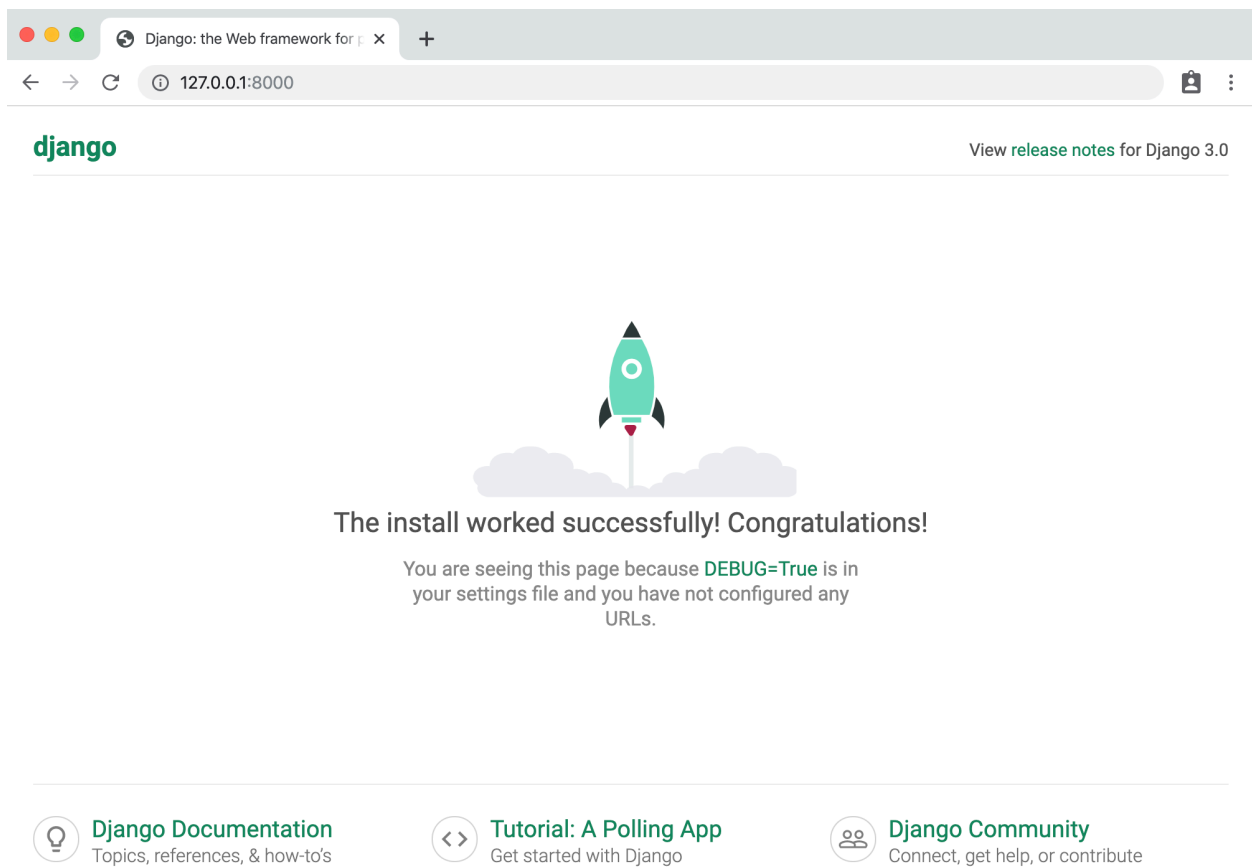 Django: the Web framework for p
127.0.0.1:8000
django
View release notes for Django 3.0
The install worked successfully! Congratulations!
You are seeing this page because DEBUG=True is in
your settings file and you have not configured any
URLs.
Django Documentation
Topics, references, & how-to's
Tutorial: A Polling App
Get started with Django
Django Community
Connect, get help, or contribute